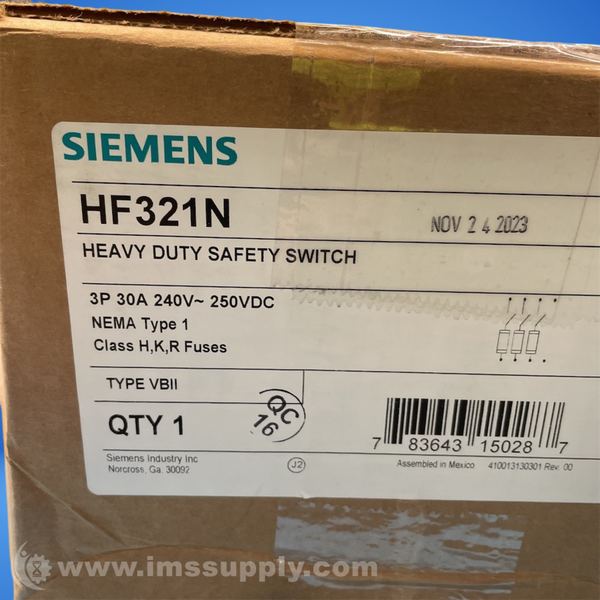 SIEMENS
HF321N
NOV 24 2023
HEAVY DUTY SAFETY SWITCH
3P 30A 240V~ 250VDC
NEMA Type 1
Class H,K,R Fuses
TYPE VBII
QTY 1
QC
16
7 83643 15028 7
Siemens Industry Inc
Norcross, Ga. 30092
J2
Assembled in Mexico 410013130301 Rev. 00
www.imssupply.com